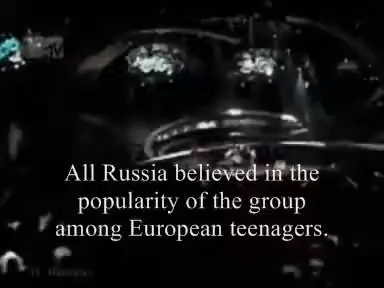 All Russia believed in the
popularity of the group
among European teenagers.